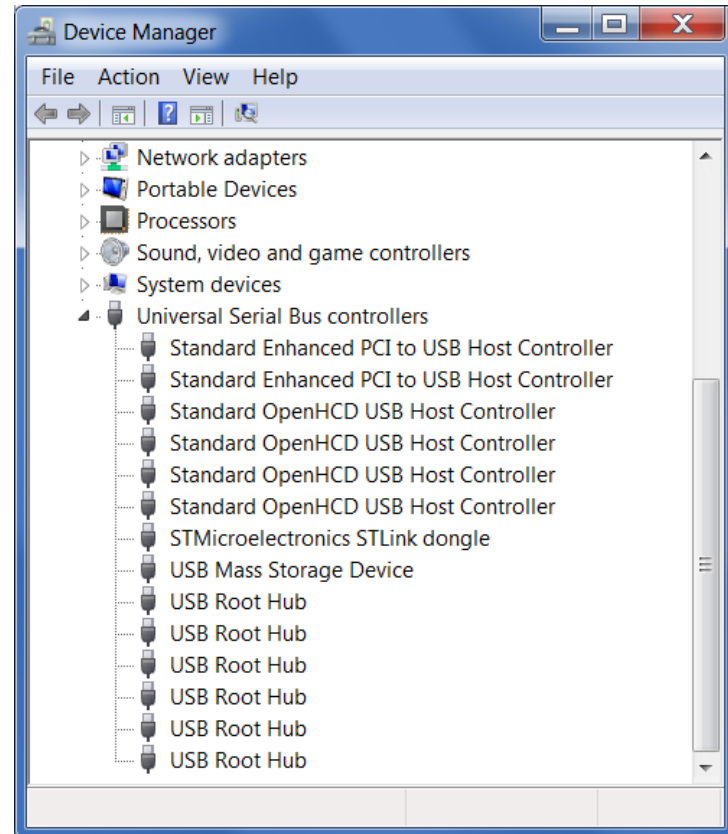 Device Manager
File Action View Help
Network adapters
Portable Devices
Processors
Sound, video and game controllers
System devices
Universal Serial Bus controllers
Standard Enhanced PCI to USB Host Controller
Standard Enhanced PCI to USB Host Controller
Standard OpenHCD USB Host Controller
Standard OpenHCD USB Host Controller
Standard OpenHCD USB Host Controller
Standard OpenHCD USB Host Controller
STMicroelectronics STLink dongle
USB Mass Storage Device
USB Root Hub
USB Root Hub
USB Root Hub
USB Root Hub
USB Root Hub
USB Root Hub